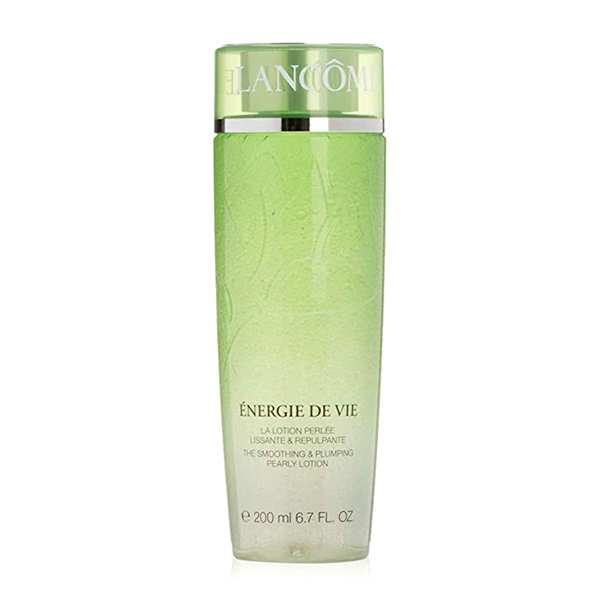 LANCÔME
ÉNERGIE DE VIE
LA LOTION PERLÉE
LISSANTE & REPULPANTE
THE SMOOTHING & PLUMPING
PEARLY LOTION
℮ 200 ml 6.7 FL. OZ.